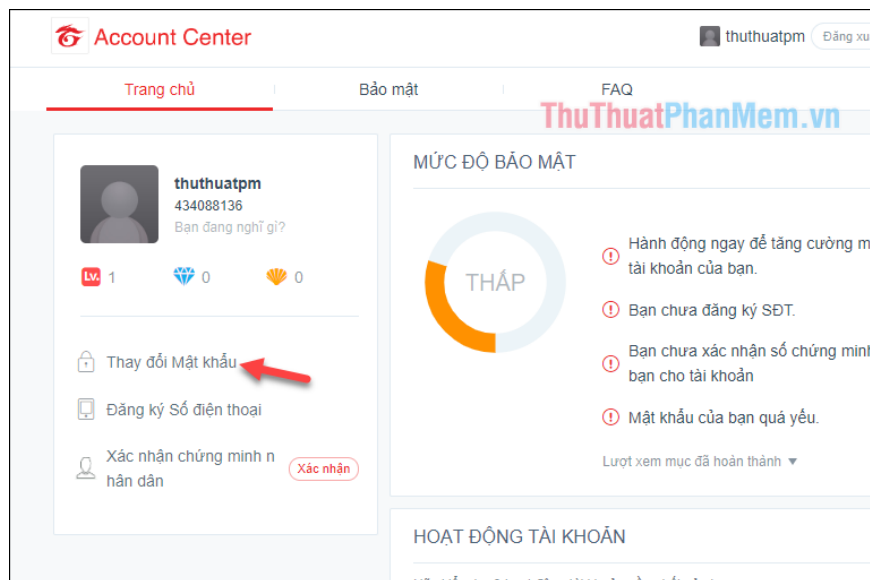 Account Center
thuthuatpm
Đăng xu
Trang chủ
Bảo mật
FAQ
ThuThuatPhanMem.vn
thuthuatpm
434088136
Bạn đang nghĩ gì?
Lv. 1
0
0
Thay đổi Mật khẩu
Đăng ký Số điện thoại
Xác nhận chứng minh n
hân dân
Xác nhận
MỨC ĐỘ BẢO MẬT
THẤP
Hành động ngay để tăng cường m
tài khoản của bạn.
Bạn chưa đăng ký SĐT.
Bạn chưa xác nhận số chứng minh
bạn cho tài khoản
Mật khẩu của bạn quá yếu.
Lượt xem mục đã hoàn thành
HOẠT ĐỘNG TÀI KHOẢN